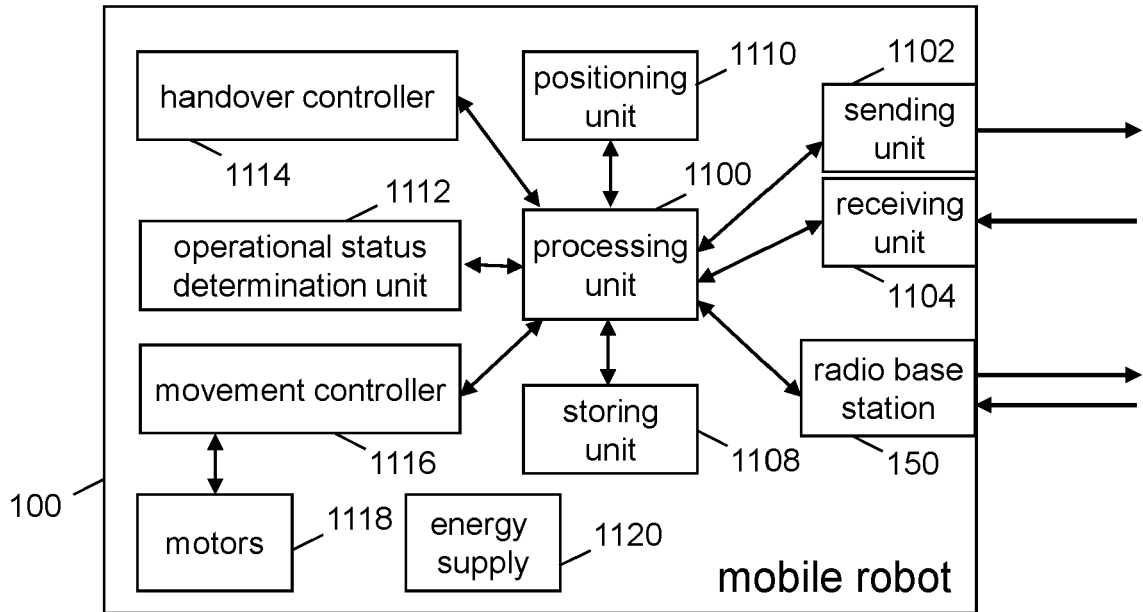 handover controller
1114
positioning
unit
1110
1102
sending
unit
1112
operational status
determination unit
1100
processing
unit
receiving
unit
1104
movement controller
1116
storing
unit
1108
radio base
station
150
100
motors
1118
energy
supply
1120
mobile robot